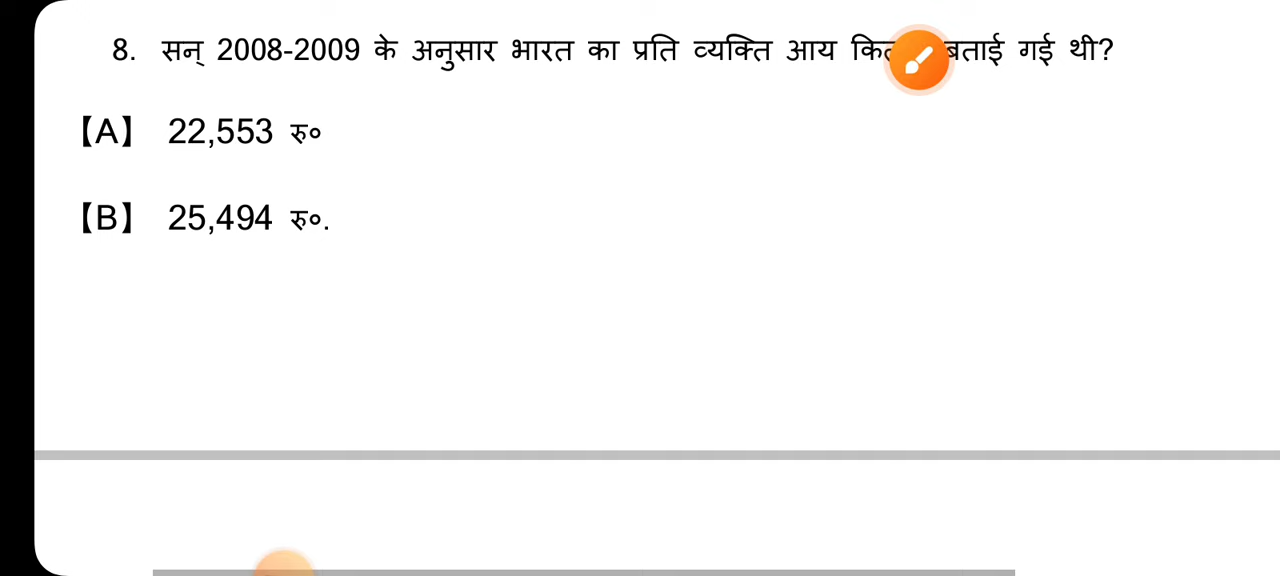 8. सन् 2008-2009 के अनुसार भारत का प्रति व्यक्ति आय बताई गई थी?
【A】 22,553 रु०
【B】 25,494 रु०.